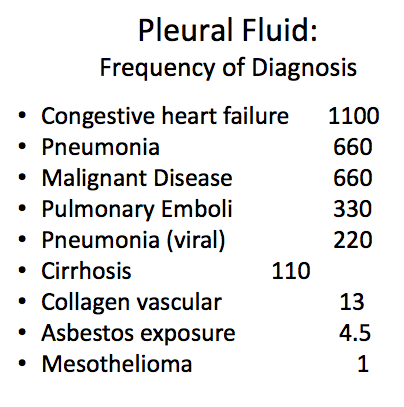 Pleural Fluid:
Frequency of Diagnosis
• Congestive heart failure 1100
• Pneumonia 660
• Malignant Disease 660
• Pulmonary Emboli 330
• Pneumonia (viral) 220
• Cirrhosis 110
• Collagen vascular 13
• Asbestos exposure 4.5
• Mesothelioma 1